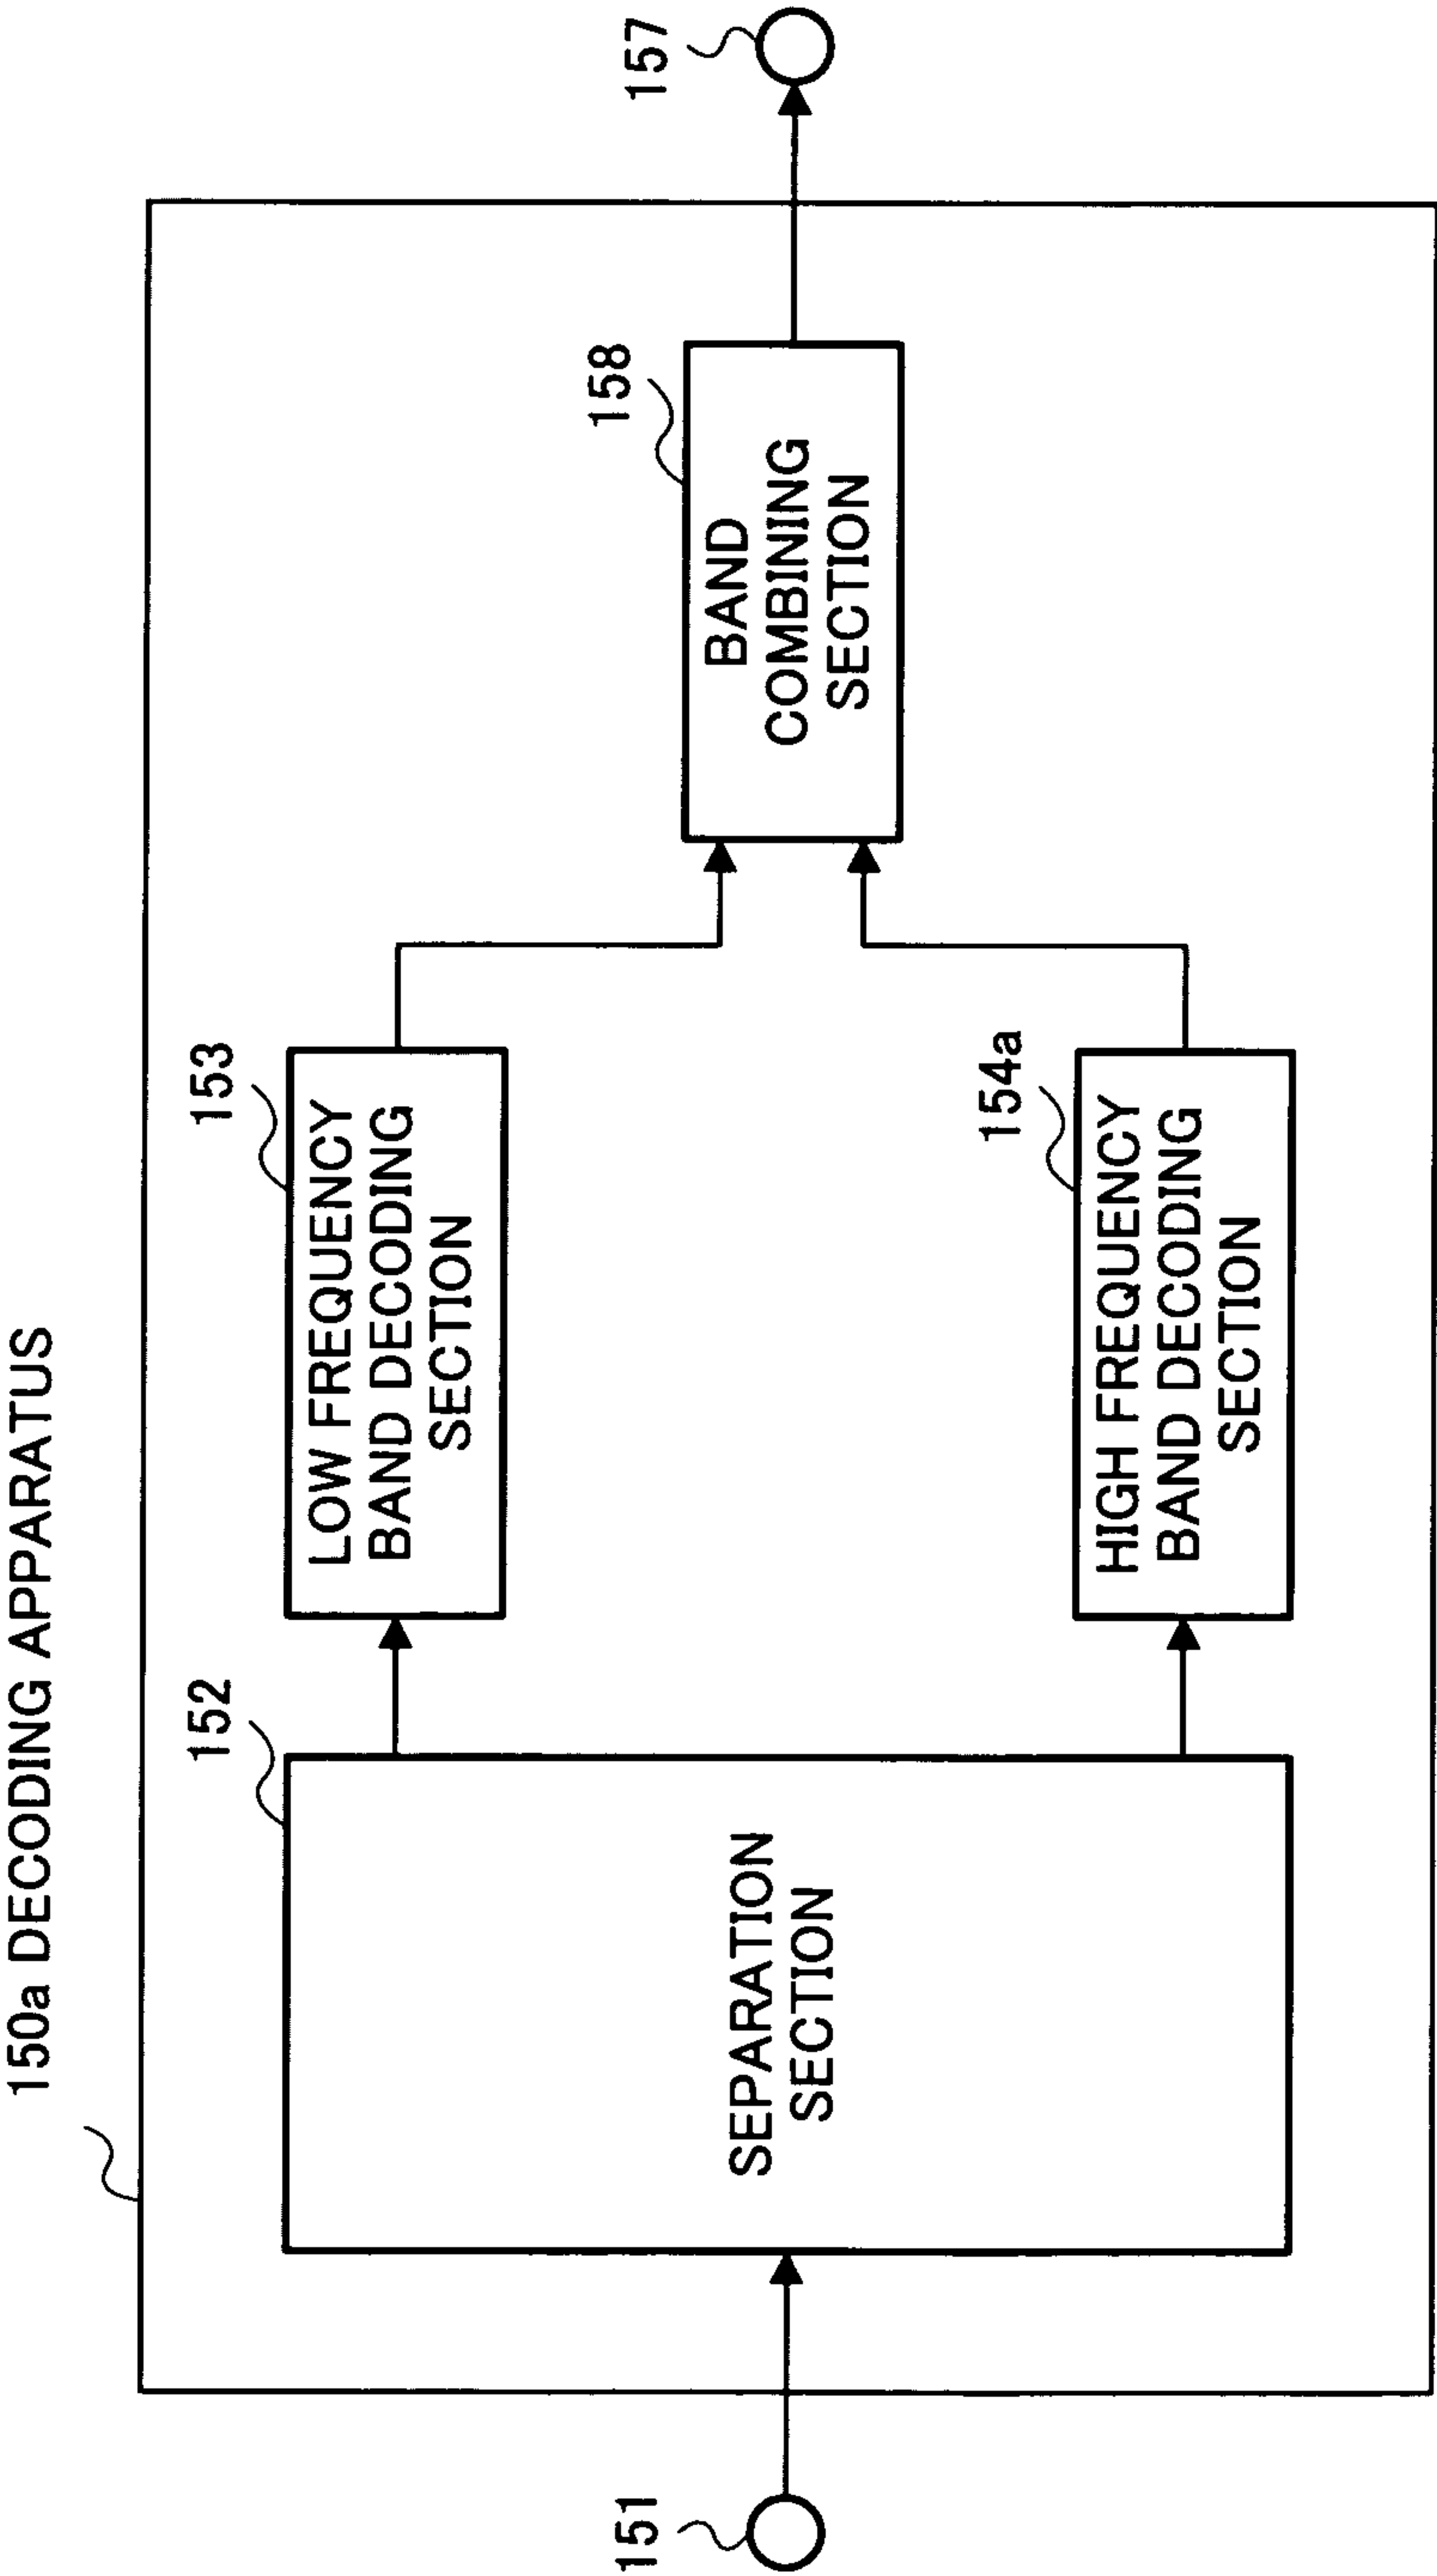 150a DECODING APPARATUS
151
152
SEPARATION
SECTION
153
LOW FREQUENCY
BAND DECODING
SECTION
154a
HIGH FREQUENCY
BAND DECODING
SECTION
158
BAND
COMBINING
SECTION
157